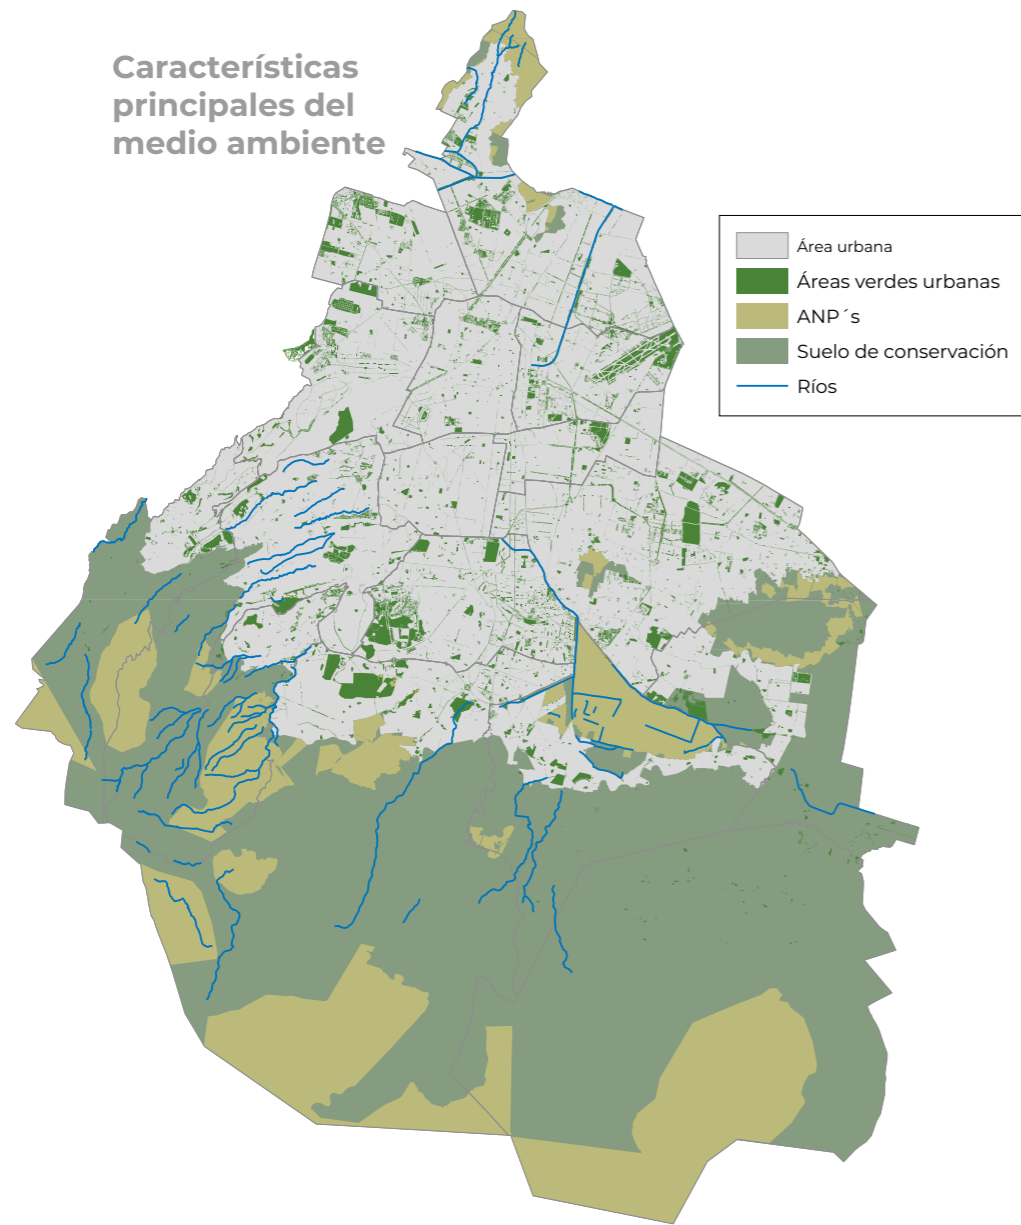 Características
principales del
medio ambiente
Área urbana
Áreas verdes urbanas
ANP´s
Suelo de conservación
Ríos